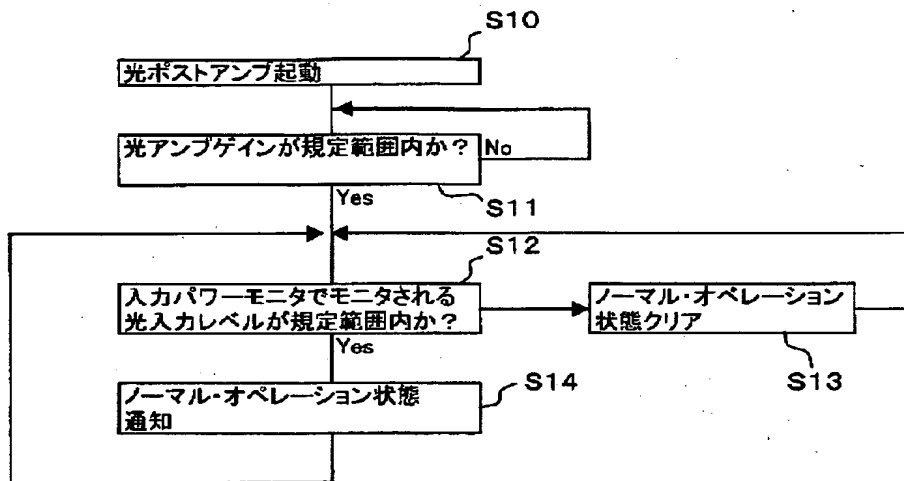 S10
光ポストアンプ起動
光アンプゲインが規定範囲内か？
No
Yes
S11
S12
入力パワーモニタでモニタされる
光入力レベルが規定範囲内か？
ノーマル・オペレーション
状態クリア
Yes
S13
S14
ノーマル・オペレーション状態
通知